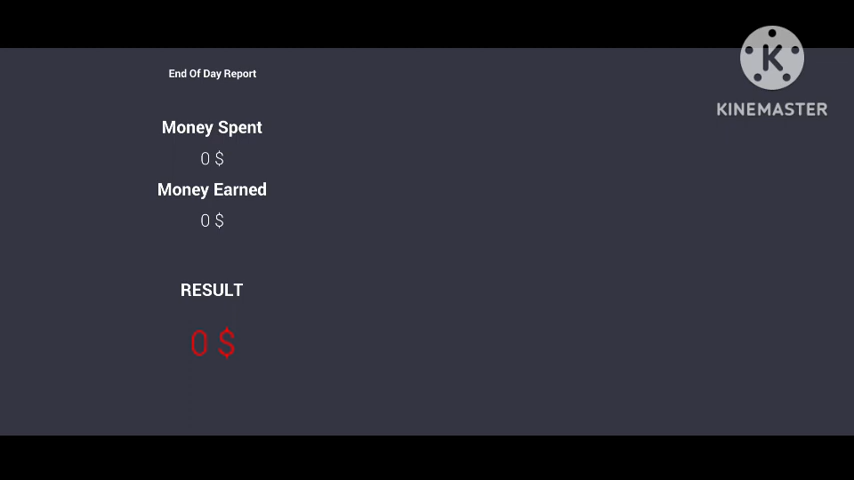 End Of Day Report
K
KINEMASTER
Money Spent
0 $
Money Earned
0 $
RESULT
0 $